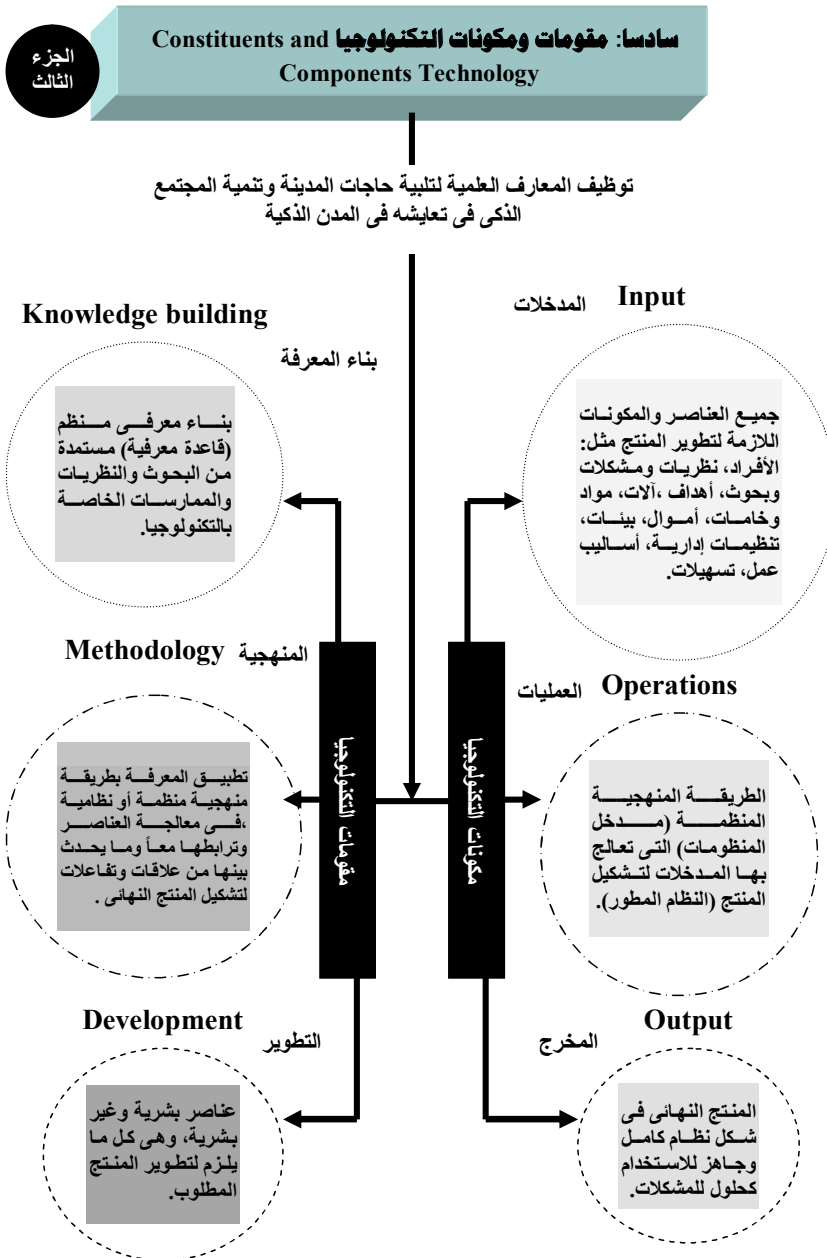 الجزء
الثالث
سادسا: مقومات ومكونات التكنولوجيا Constituents and
Components Technology
توظيف المعارف العلمية لتلبية حاجات المدينة وتنمية المجتمع
الذكى فى تعايشه فى المدن الذكية
المدخلات Input
جميع العناصر والمكونات
اللازمة لتطوير المنتج مثل:
الأفراد، نظريات ومشكلات
وبحوث، أهداف ،آلات، مواد
وخامات، أموال، بيئات،
تنظيمات إدارية، أساليب
عمل، تسهيلات.
Knowledge building
بناء المعرفة
بناء معرفى منظم
(قاعدة معرفية) مستمدة
من البحوث والنظريات
والممارسات الخاصة
بالتكنولوجيا.
مكونات التكنولوجيا
مقومات التكنولوجيا
العمليات Operations
الطريقة المنهجية
المنظمة (مدخل
المنظومات) التى تعالج
بها المدخلات لتشكيل
المنتج (النظام المطور).
Methodology المنهجية
تطبيق المعرفة بطريقة
منهجية منظمة أو نظامية
،فى معالجة العناصر
وترابطها معاً وما يحدث
بينها من علاقات وتفاعلات
لتشكيل المنتج النهائى .
المخرج Output
المنتج النهائى فى
شكل نظام كامل
وجاهز للاستخدام
كحلول للمشكلات.
Development التطوير
عناصر بشرية وغير
بشرية، وهى كل ما
يلزم لتطوير المنتج
المطلوب.